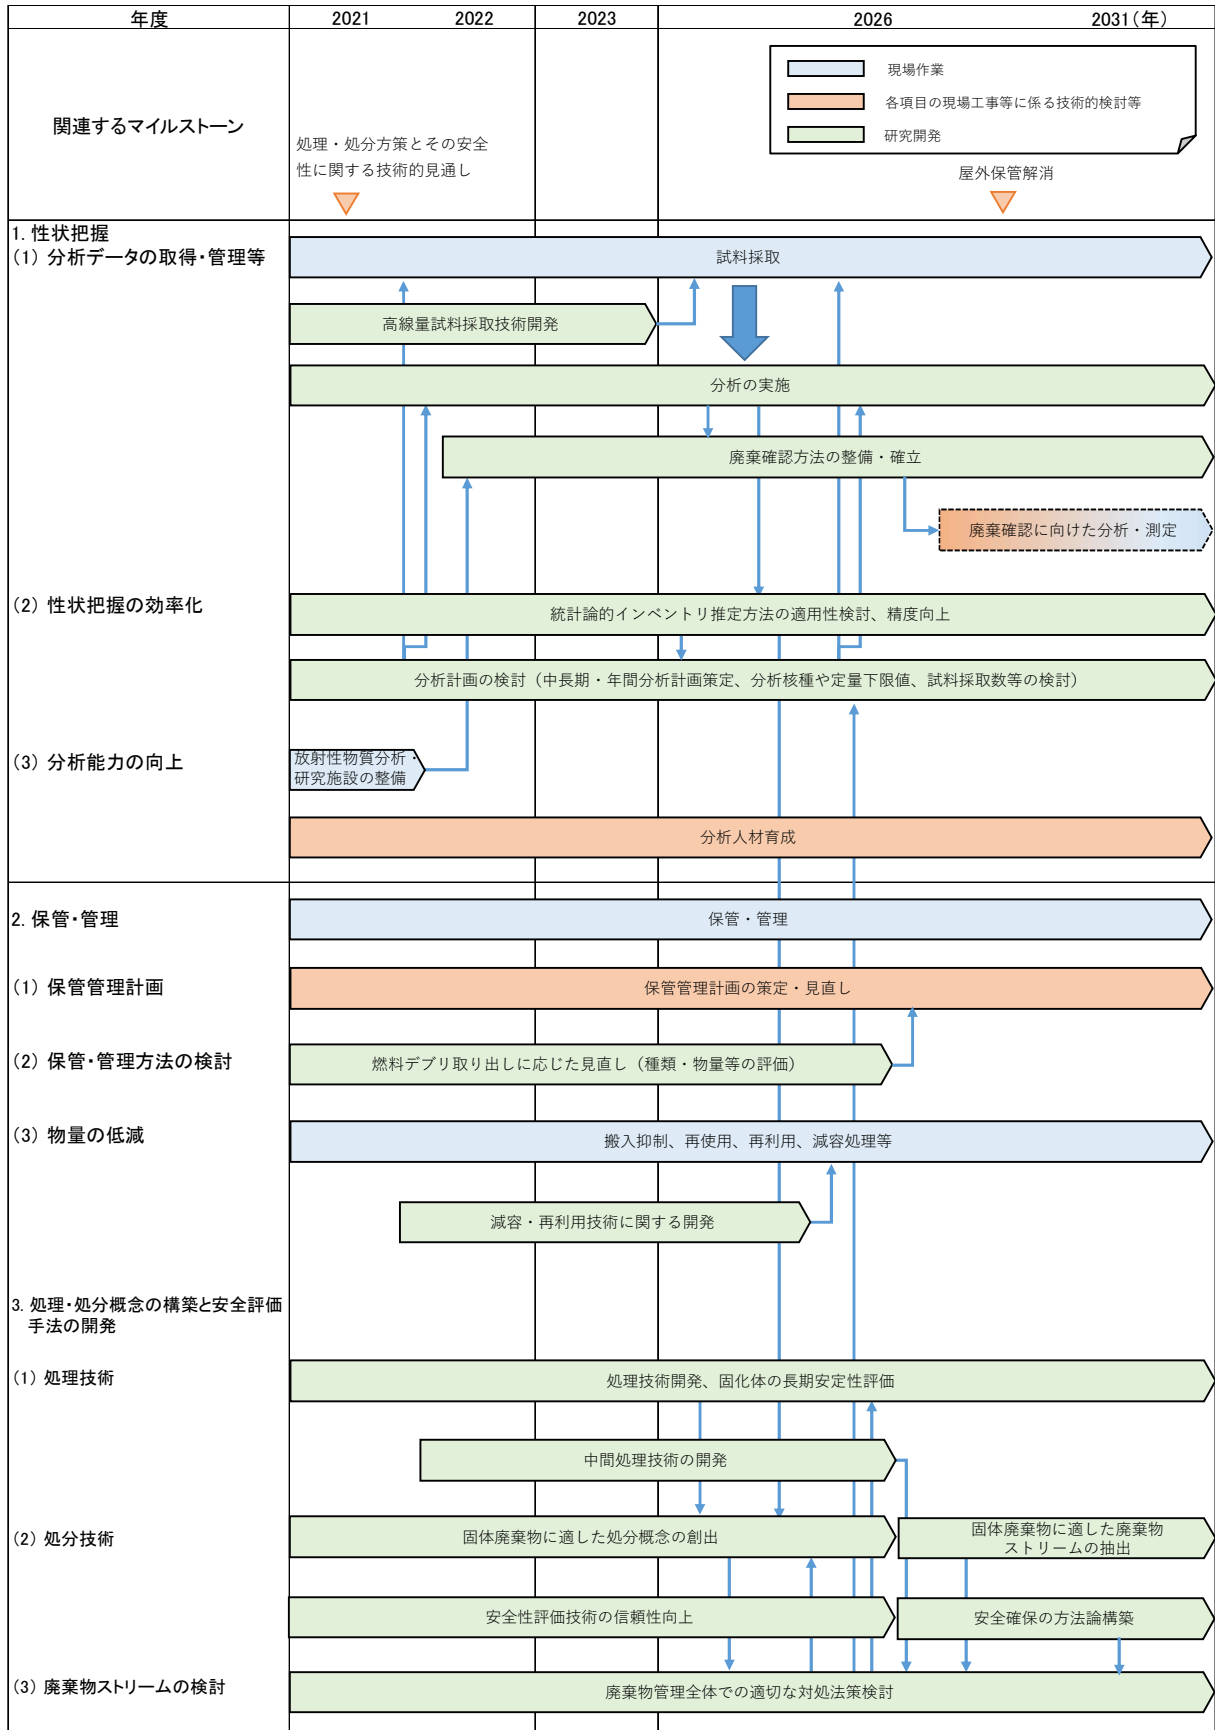 年度
2021
2022
2023
2026
2031(年)
現場作業
各項目の現場工事等に係る技術的検討等
研究開発
関連するマイルストーン
処理・処分方策とその安全
性に関する技術的見通し
屋外保管解消
1. 性状把握
(1) 分析データの取得・管理等
試料採取
高線量試料採取技術開発
分析の実施
廃棄確認方法の整備・確立
廃棄確認に向けた分析・測定
(2) 性状把握の効率化
統計論的インベントリ推定方法の適用性検討、精度向上
分析計画の検討（中長期・年間分析計画策定、分析核種や定量下限値、試料採取数等の検討）
(3) 分析能力の向上
放射性物質分析・
研究施設の整備
分析人材育成
2. 保管・管理
保管・管理
(1) 保管管理計画
保管管理計画の策定・見直し
(2) 保管・管理方法の検討
燃料デブリ取り出しに応じた見直し（種類・物量等の評価）
(3) 物量の低減
搬入抑制、再使用、再利用、減容処理等
減容・再利用技術に関する開発
3. 処理・処分概念の構築と安全評価
手法の開発
(1) 処理技術
処理技術開発、固化体の長期安定性評価
中間処理技術の開発
(2) 処分技術
固体廃棄物に適した処分概念の創出
固体廃棄物に適した廃棄物
ストリームの抽出
安全性評価技術の信頼性向上
安全確保の方法論構築
(3) 廃棄物ストリームの検討
廃棄物管理全体での適切な対処法策検討